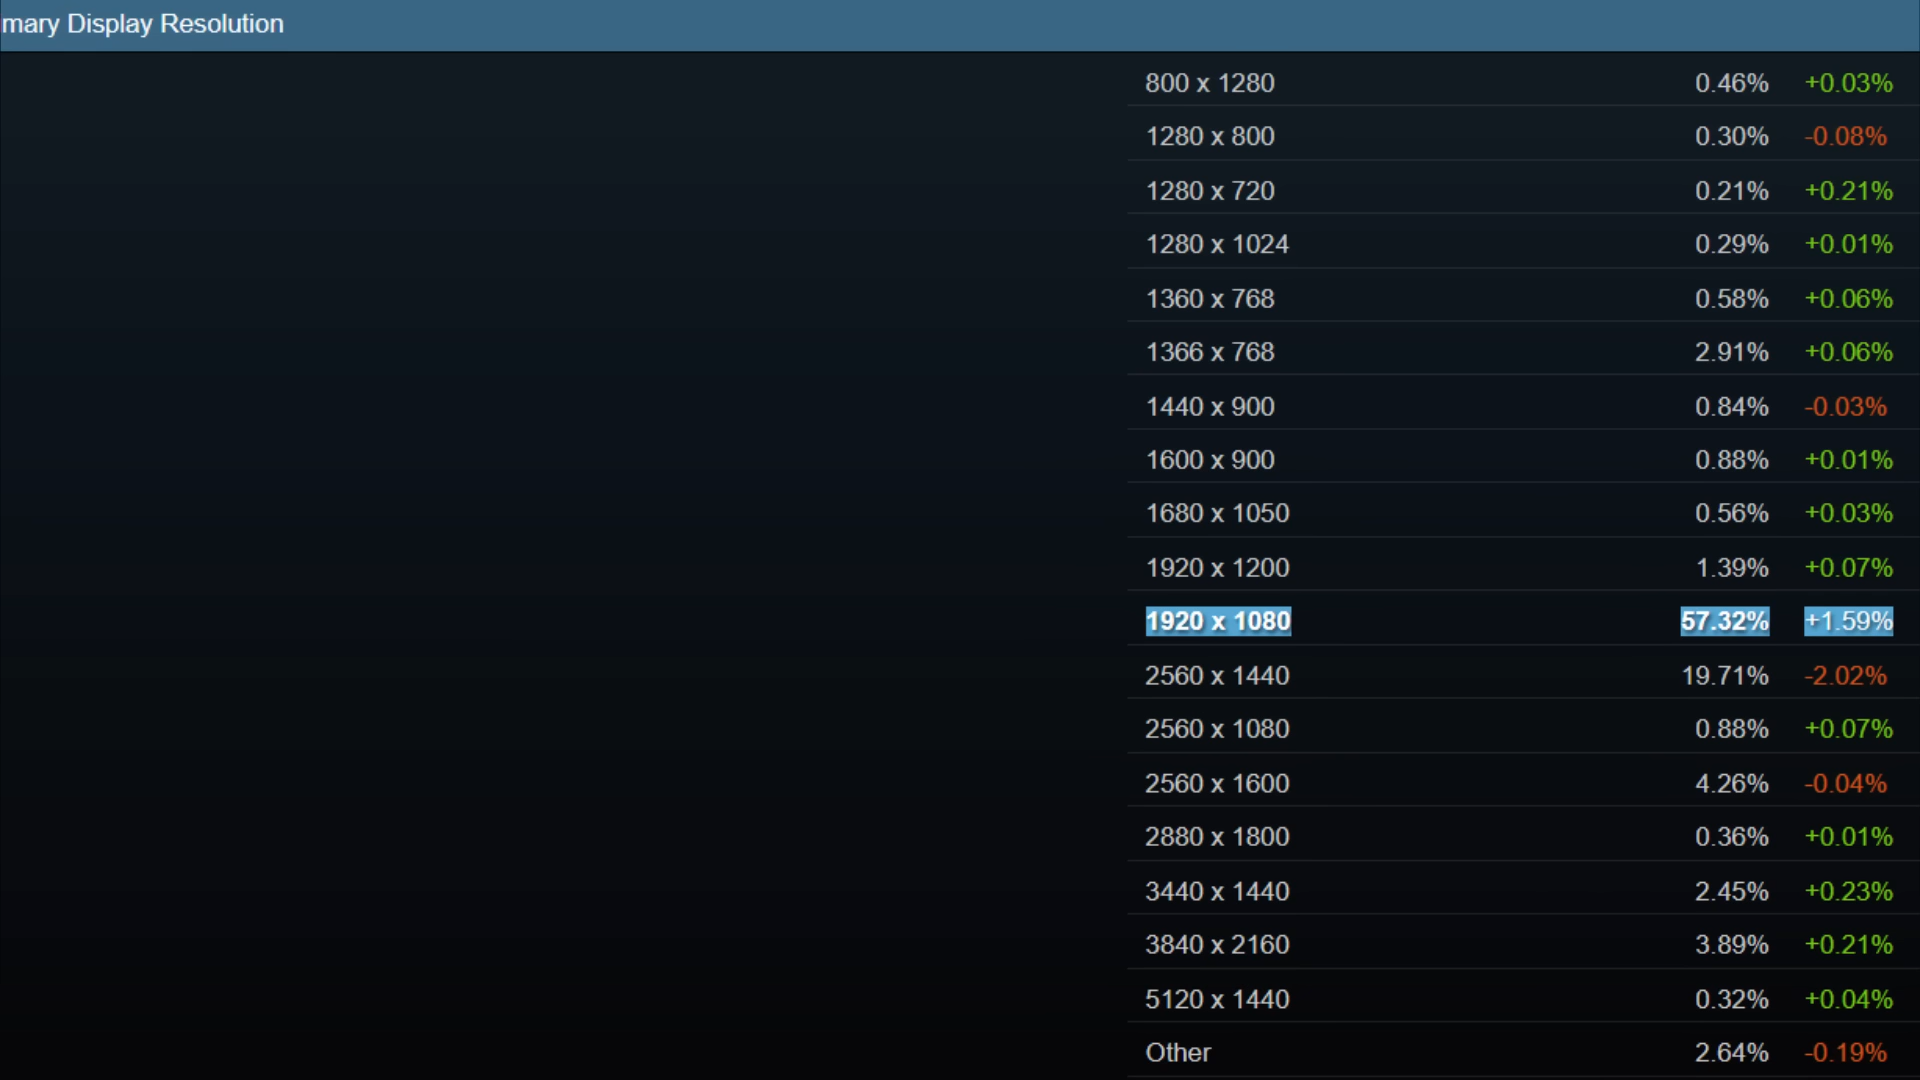 mary Display Resolution
800 x 1280 0.46% +0.03%
1280 x 800 0.30% -0.08%
1280 x 720 0.21% +0.21%
1280 x 1024 0.29% +0.01%
1360 x 768 0.58% +0.06%
1366 x 768 2.91% +0.06%
1440 x 900 0.84% -0.03%
1600 x 900 0.88% +0.01%
1680 x 1050 0.56% +0.03%
1920 x 1200 1.39% +0.07%
1920 x 1080 57.32% +1.59%
2560 x 1440 19.71% -2.02%
2560 x 1080 0.88% +0.07%
2560 x 1600 4.26% -0.04%
2880 x 1800 0.36% +0.01%
3440 x 1440 2.45% +0.23%
3840 x 2160 3.89% +0.21%
5120 x 1440 0.32% +0.04%
Other 2.64% -0.19%